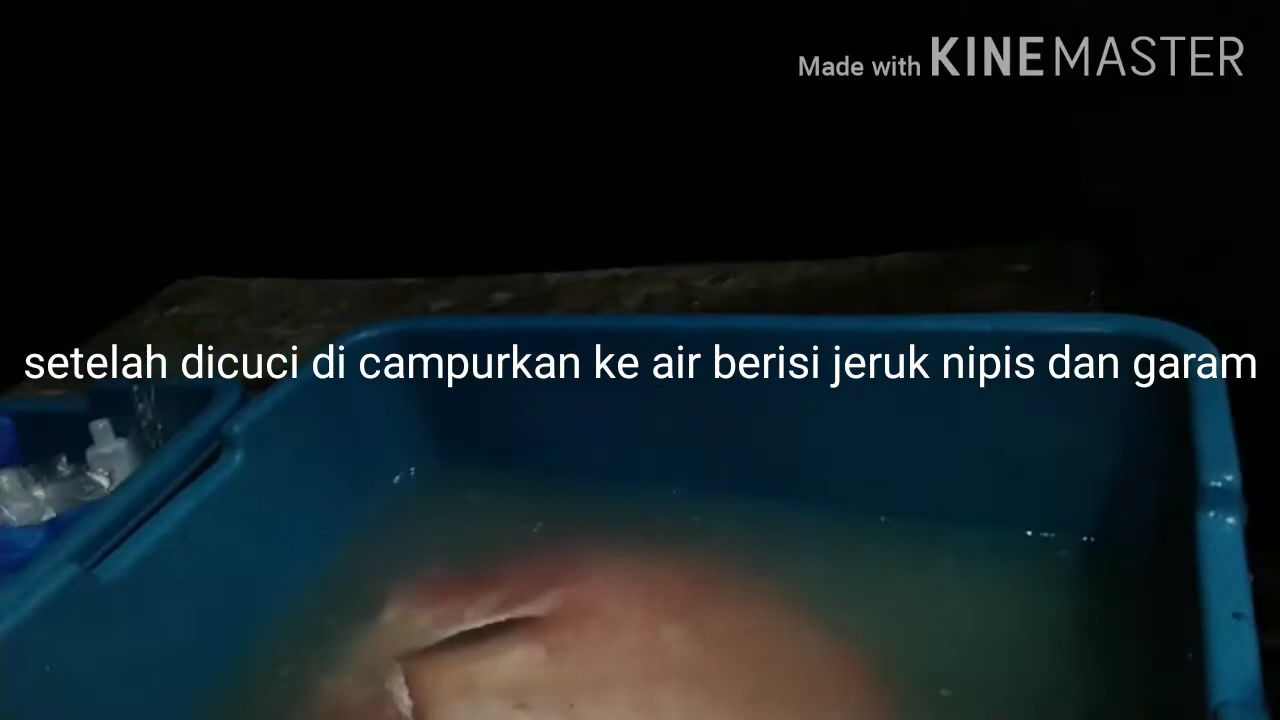 Made with KINEMASTER
setelah dicuci di campurkan ke air berisi jeruk nipis dan garam